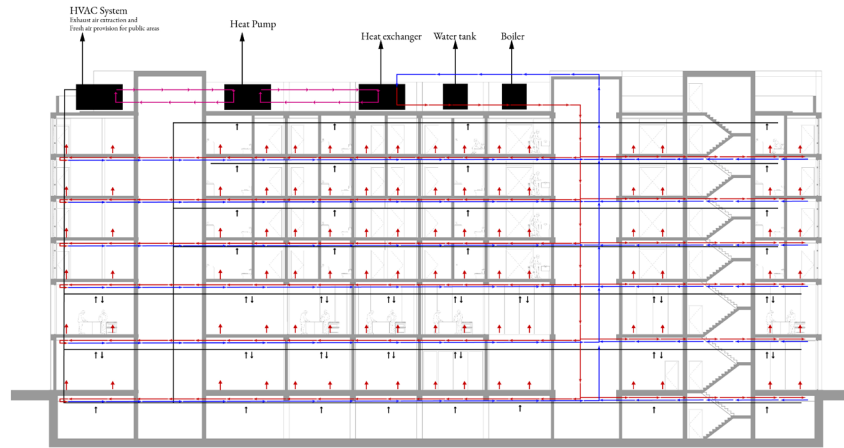 HVAC System
Exhaust air extraction and
Fresh air provision for public areas
Heat Pump
Heat exchanger
Water tank
Boiler